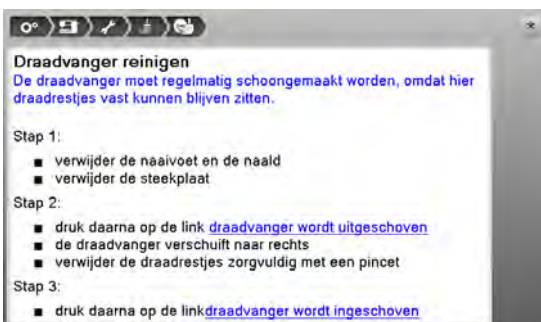 Draadvanger reinigen
De draadvanger moet regelmatig schoongemaakt worden, omdat hier
draadrestjes vast kunnen blijven zitten.
Stap 1:
■ verwijder de naaivoet en de naald
■ verwijder de steekplaat
Stap 2:
■ druk daarna op de link draadvanger wordt uitgeschoven
■ de draadvanger verschuift naar rechts
■ verwijder de draadrestjes zorgvuldig met een pincet
Stap 3:
■ druk daarna op de linkdraadvanger wordt ingeschoven